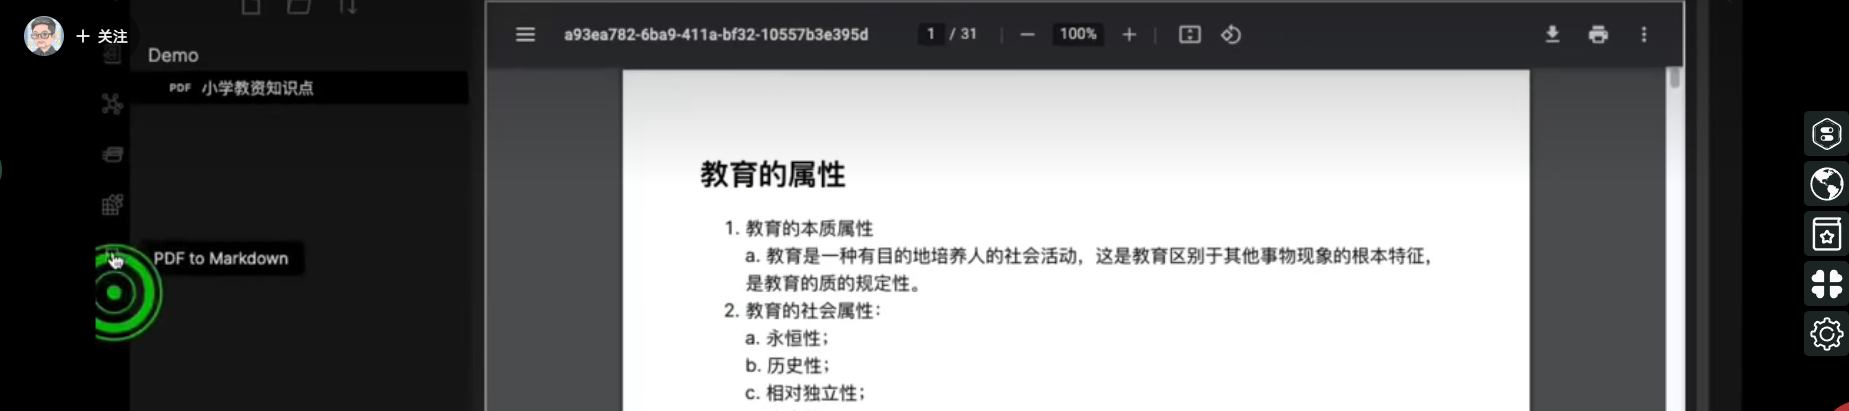 + 关注
Demo
PDF 小学教资知识点
PDF to Markdown
a93ea782-6ba9-411a-bf32-10557b3e395d
1 / 31
100%
教育的属性
1. 教育的本质属性
a. 教育是一种有目的地培养人的社会活动，这是教育区别于其他事物现象的根本特征，
是教育的质的规定性。
2. 教育的社会属性：
a. 永恒性；
b. 历史性；
c. 相对独立性；